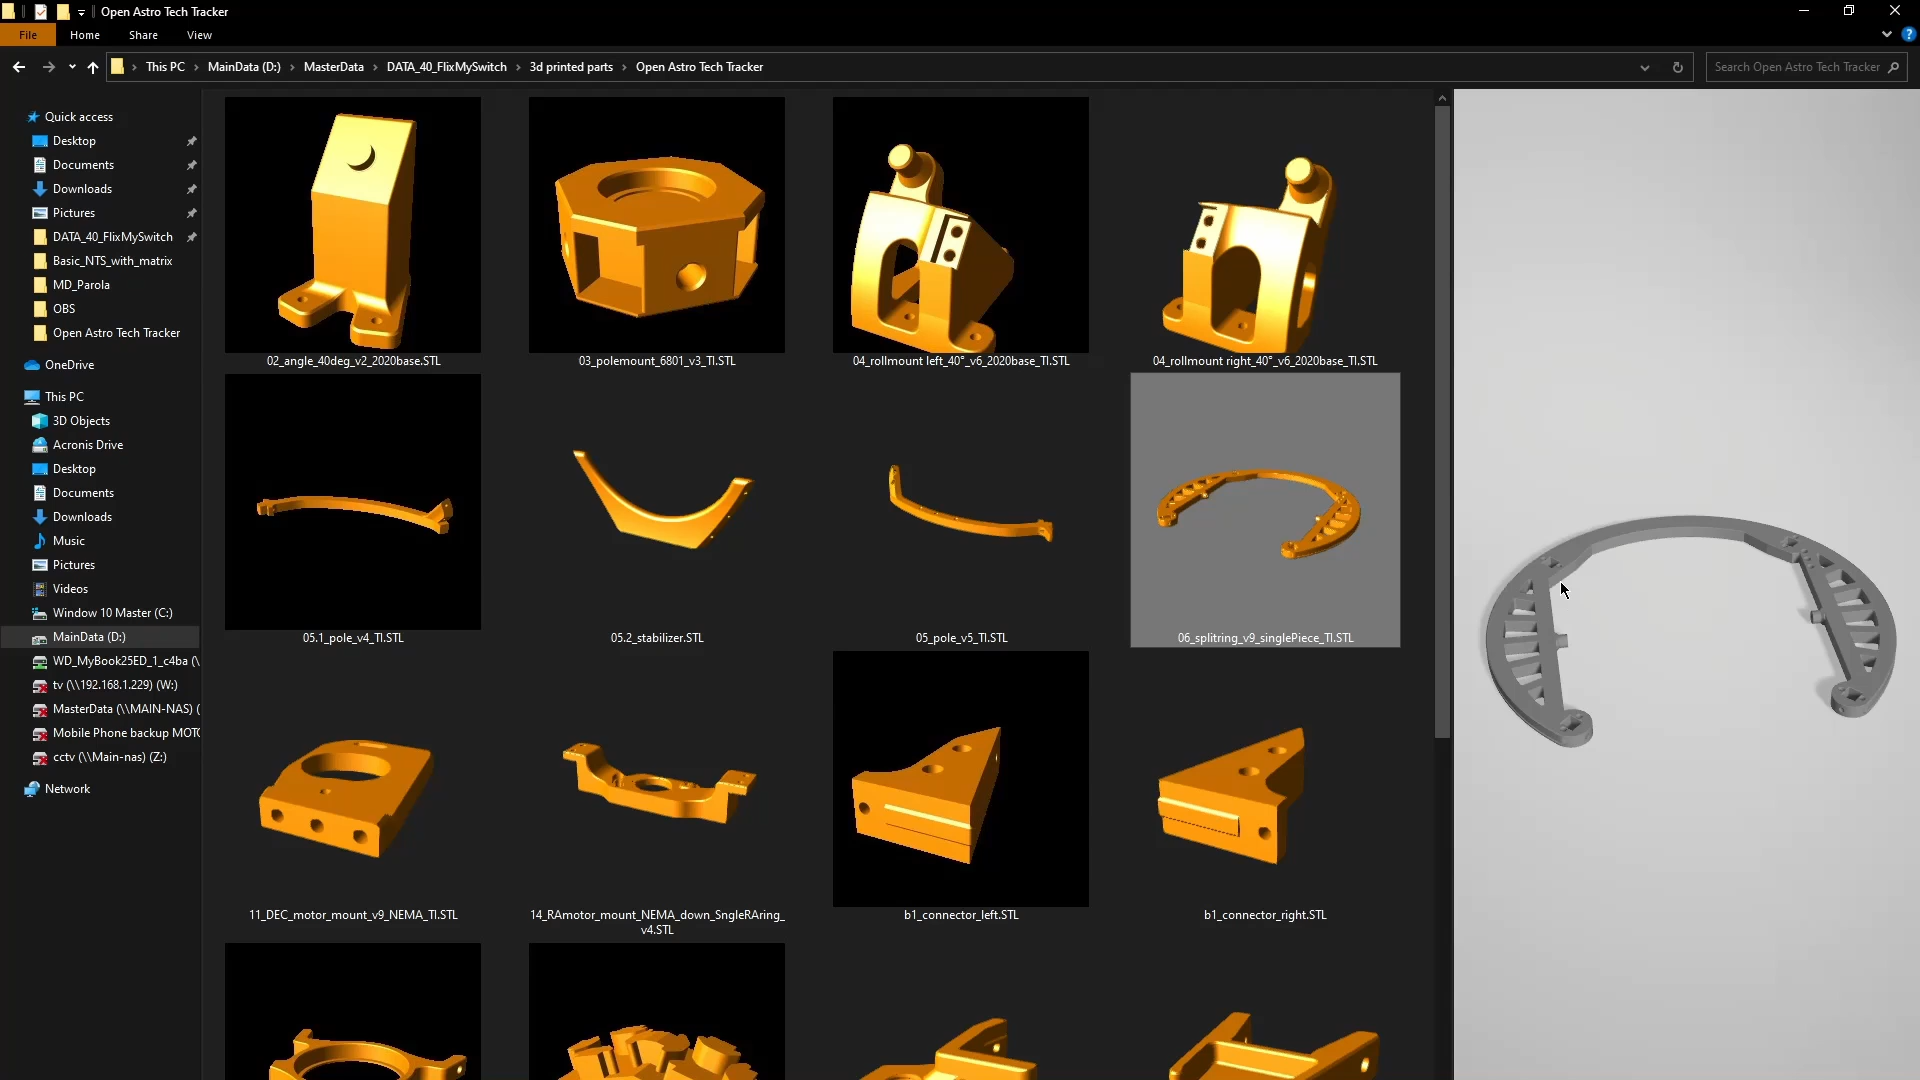 Open Astro Tech Tracker
File Home Share View
This PC MainData (D:) MasterData DATA_40_FlixMySwitch 3d printed parts Open Astro Tech Tracker
Search Open Astro Tech Tracker
Quick access
Desktop
Documents
Downloads
Pictures
DATA_40_FlixMySwitch
Basic_NTS_with_matrix
MD_Parola
OBS
Open Astro Tech Tracker
OneDrive
This PC
3D Objects
Acronis Drive
Desktop
Documents
Downloads
Music
Pictures
Videos
Window 10 Master (C:)
MainData (D:)
WD_MyBook25ED_1_c4ba (\
tv (\\192.168.1.229) (W:)
MasterData (\\MAIN-NAS) (
Mobile Phone backup MOTO
cctv (\\Main-nas) (Z:)
Network
02_angle_40deg_v2_2020base.STL
03_polemount_6801_v3_TI.STL
04_rollmount left_40°_v6_2020base_TI.STL
04_rollmount right_40°_v6_2020base_TI.STL
05.1_pole_v4_TI.STL
05.2_stabilizer.STL
05_pole_v5_TI.STL
06_splitring_v9_singlePiece_TI.STL
11_DEC_motor_mount_v9_NEMA_TI.STL
14_RAmotor_mount_NEMA_down_SngleRAring_
v4.STL
b1_connector_left.STL
b1_connector_right.STL